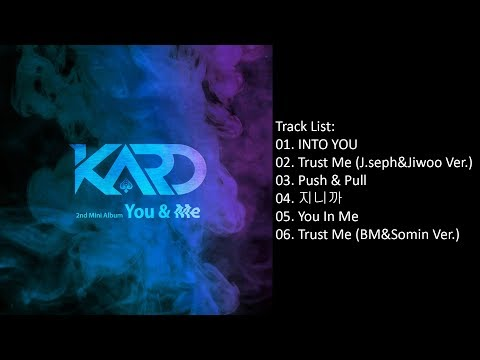 KARD
2nd Mini Album You & Me
Track List:
01. INTO YOU
02. Trust Me (J.seph&Jiwoo Ver.)
03. Push & Pull
04. 지니까
05. You In Me
06. Trust Me (BM&Somin Ver.)